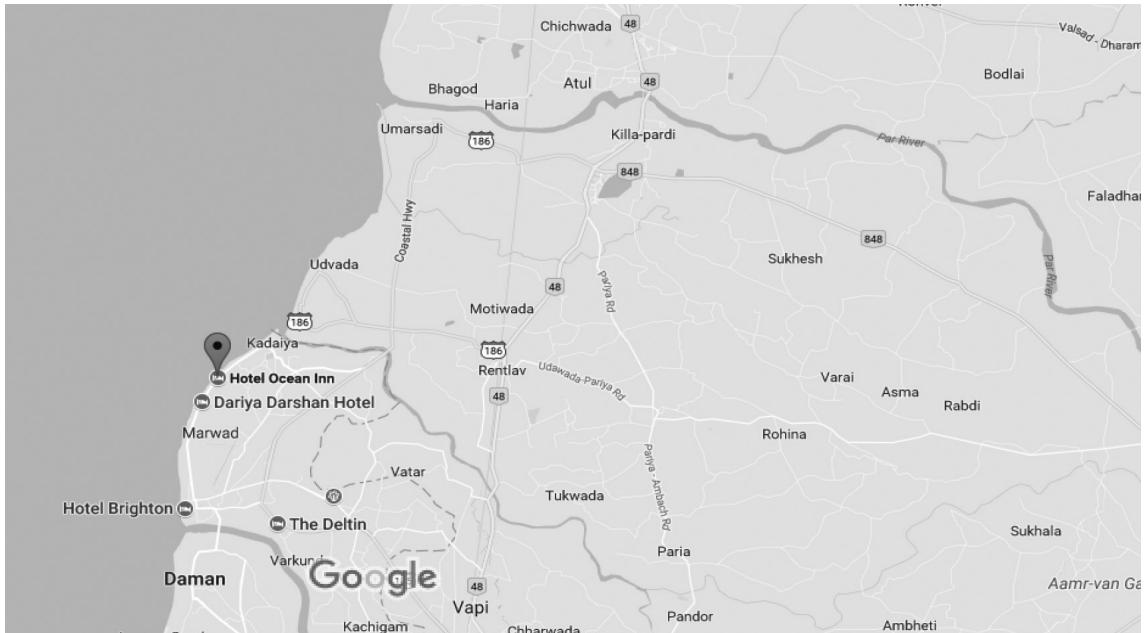 48
Chichwada
Valsad - Dharam
48
Atul
Bodlai
Bhagod
Haria
Umarsadi
186
Killa-pardi
Par River
848
Faladhar
Coastal Hwy
848
Sukhesh
Udvada
Par River
Pariya Rd
48
Motiwada
186
Kadaiya
186
Hotel Ocean Inn
Rentlav
Udawada-Pariya Rd
Varai
Asma
Rabdi
Dariya Darshan Hotel
48
Marwad
Rohina
Vatar
Pariya - Ambach Rd
Tukwada
Hotel Brighton
The Deltin
Sukhala
Paria
Daman
Google
48
Aamr-van Ga
Vapi
Pandor
Kachigam
Chharwada
Ambheti